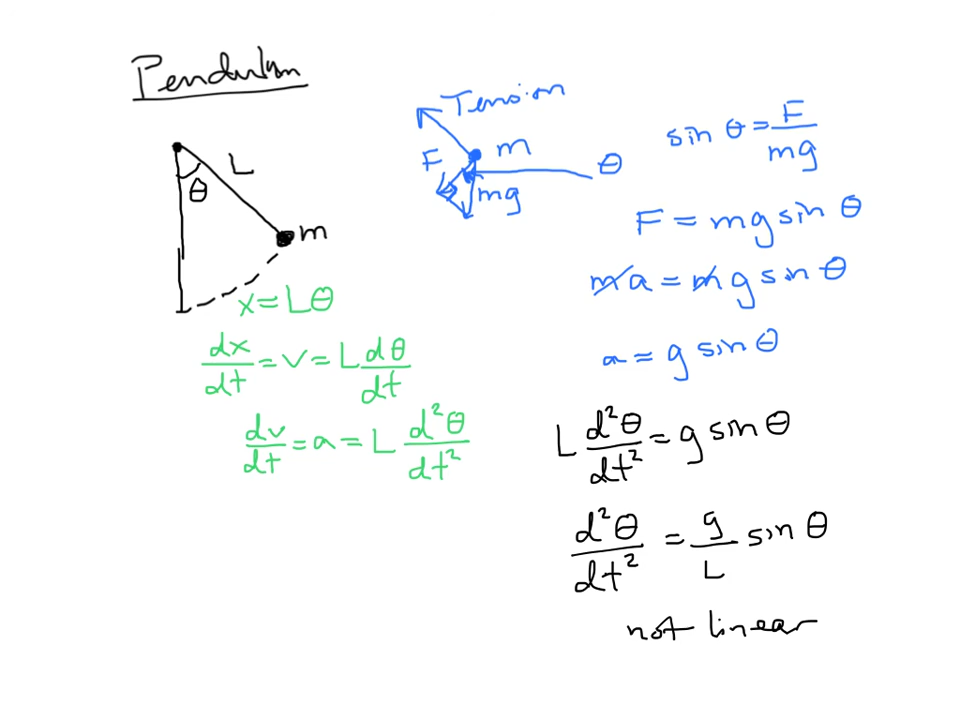 Pendulum
L
θ
m
x = Lθ
dx/dt = v = L dθ/dt
dv/dt = a = L d²θ/dt²
Tension
m
F
θ
mg
sin θ = F/mg
F = mg sin θ
ma = mg sin θ
a = g sin θ
L d²θ/dt² = g sin θ
d²θ/dt² = g/L sin θ
not linear